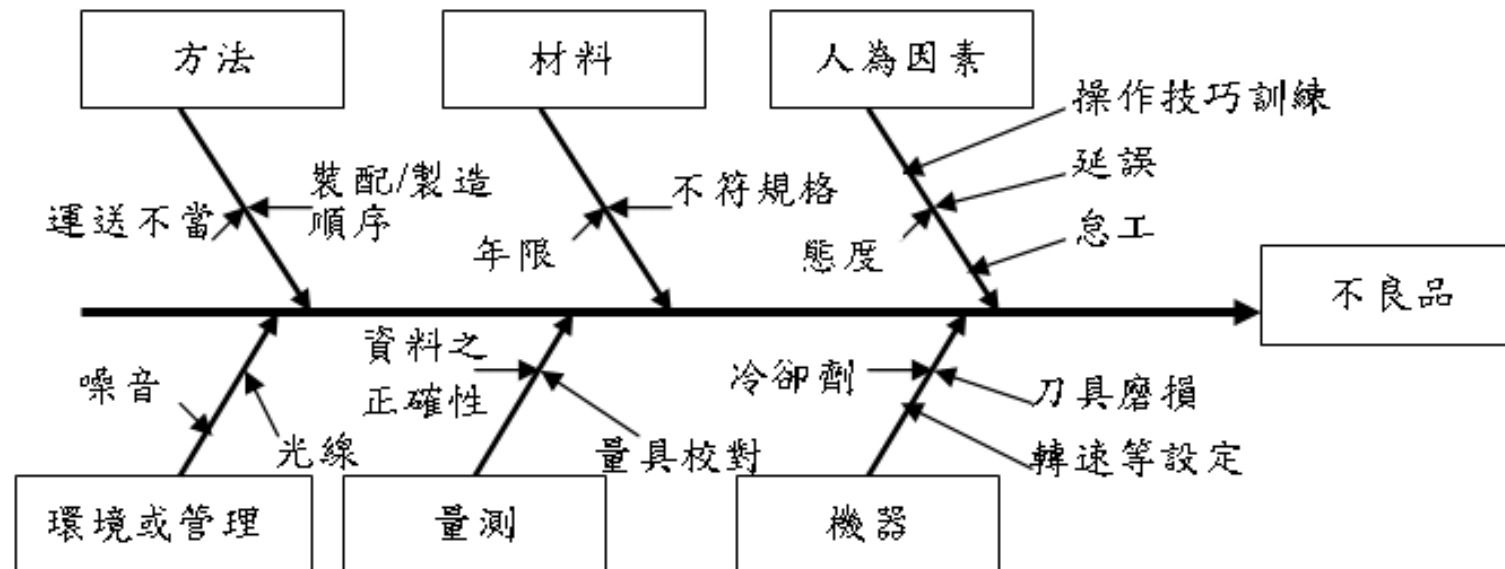 方法
材料
人為因素
操作技巧訓練
裝配/製造
順序
運送不當
不符規格
年限
延誤
態度
怠工
不良品
噪音
光線
資料之
正確性
量具校對
冷卻劑
刀具磨損
轉速等設定
環境或管理
量測
機器